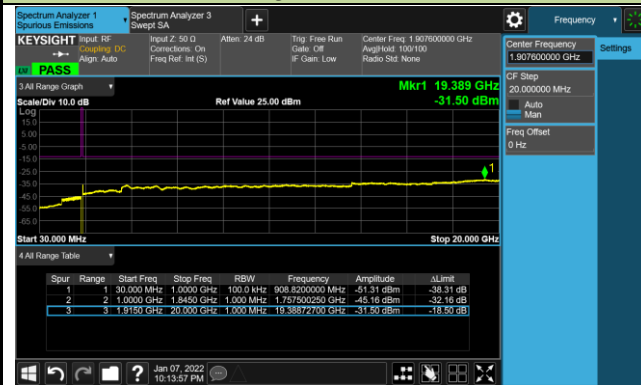 Spectrum Analyzer 1
Spurious Emissions
Spectrum Analyzer 3
Swept SA
+
Frequency
KEYSIGHT
Input: RF
Coupling: DC
Align: Auto
Input Z: 50 Ω
Corrections: On
Freq Ref: Int (S)
Atten: 24 dB
Trig: Free Run
Gate: Off
IF Gain: Low
Center Freq: 1.907600000 GHz
Avg|Hold: 100/100
Radio Std: None
PASS
Center Frequency
1.907600000 GHz
Settings
CF Step
20.000000 MHz
Auto
Man
Freq Offset
0 Hz
3 All Range Graph
Mkr1 19.389 GHz
Scale/Div 10.0 dB
Ref Value 25.00 dBm
-31.50 dBm
Log
15.0
5.00
-5.00
-15.0
-25.0
-35.0
-45.0
-55.0
-65.0
1
Start 30.000 MHz
Stop 20.000 GHz
4 All Range Table
Spur Range Start Freq Stop Freq RBW Frequency Amplitude ΔLimit
1 1 30.000 MHz 1.0000 GHz 100.0 kHz 908.8200000 MHz -51.31 dBm -38.31 dB
2 2 1.0000 GHz 1.8450 GHz 1.000 MHz 1.757500250 GHz -45.16 dBm -32.16 dB
3 3 1.9150 GHz 20.000 GHz 1.000 MHz 19.38872700 GHz -31.50 dBm -18.50 dB
?
Jan 07, 2022
10:13:57 PM